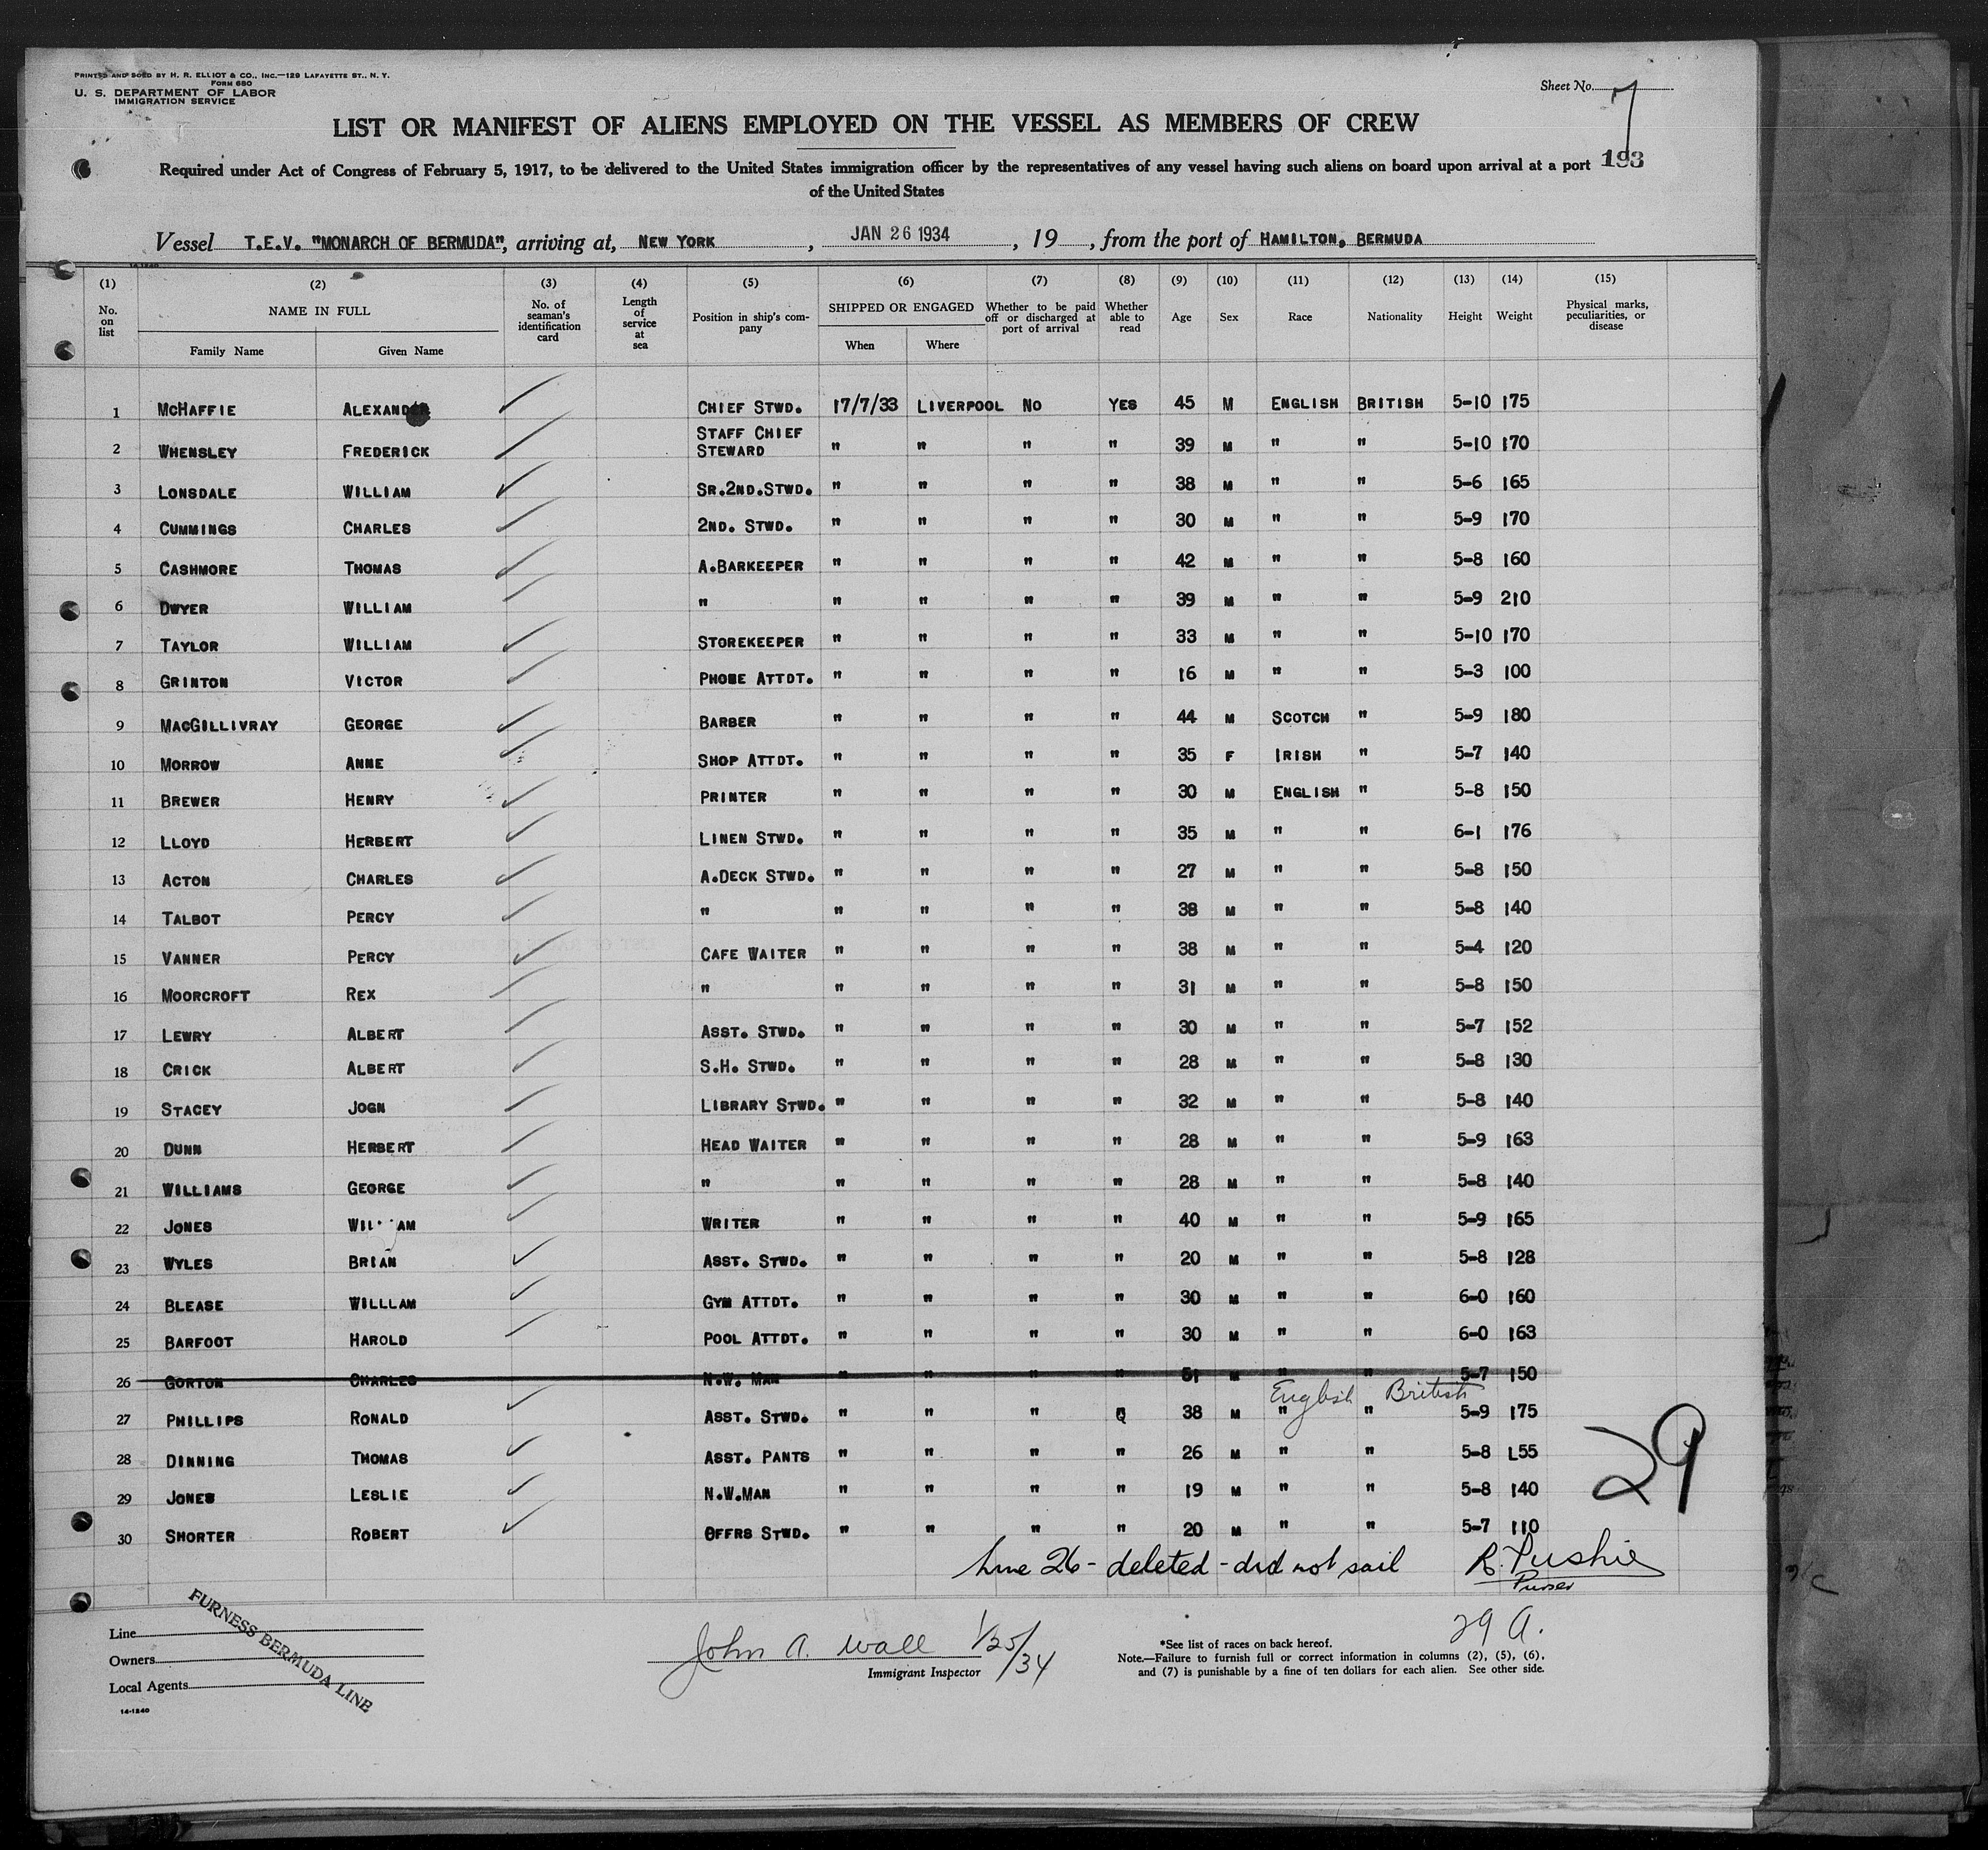 PRINTED AND SOLD BY H. R. ELLIOT & CO., INC.—129 LAFAYETTE ST., N. Y.
FORM 680
U. S. DEPARTMENT OF LABOR
IMMIGRATION SERVICE
Sheet No. 7
LIST OR MANIFEST OF ALIENS EMPLOYED ON THE VESSEL AS MEMBERS OF CREW
193
Required under Act of Congress of February 5, 1917, to be delivered to the United States immigration officer by the representatives of any vessel having such aliens on board upon arrival at a port
of the United States
Vessel T.E.V. "MONARCH OF BERMUDA", arriving at, NEW YORK, JAN 26 1934, 19 , from the port of HAMILTON, BERMUDA
(1) (2) (3) (4) (5) (6) (7) (8) (9) (10) (11) (12) (13) (14) (15)
No. on list NAME IN FULL Family Name Given Name No. of seaman's identification card Length of service at sea Position in ship's company SHIPPED OR ENGAGED When Where Whether to be paid off or discharged at port of arrival Whether able to read Age Sex Race Nationality Height Weight Physical marks, peculiarities, or disease
1 McHAFFIE ALEXANDER CHIEF STWD. 17/7/33 LIVERPOOL NO YES 45 M ENGLISH BRITISH 5-10 175
2 WHENSLEY FREDERICK STAFF CHIEF STEWARD " " " " 39 M " " 5-10 170
3 LONSDALE WILLIAM SR.2ND.STWD. " " " " 38 M " " 5-6 165
4 CUMMINGS CHARLES 2ND. STWD. " " " " 30 M " " 5-9 170
5 CASHMORE THOMAS A.BARKEEPER " " " " 42 M " " 5-8 160
6 DWYER WILLIAM " " " " " 39 M " " 5-9 210
7 TAYLOR WILLIAM STOREKEEPER " " " " 33 M " " 5-10 170
8 GRINTON VICTOR PHONE ATTDT. " " " " 16 M " " 5-3 100
9 MACGILLIVRAY GEORGE BARBER " " " " 44 M SCOTCH " 5-9 180
10 MORROW ANNE SHOP ATTDT. " " " " 35 F IRISH " 5-7 140
11 BREWER HENRY PRINTER " " " " 30 M ENGLISH " 5-8 150
12 LLOYD HERBERT LINEN STWD. " " " " 35 M " " 6-1 176
13 ACTON CHARLES A.DECK STWD. " " " " 27 M " " 5-8 150
14 TALBOT PERCY " " " " " 38 M " " 5-8 140
15 VANNER PERCY CAFE WAITER " " " " 38 M " " 5-4 120
16 MOORCROFT REX " " " " " 31 M " " 5-8 150
17 LEWRY ALBERT ASST. STWD. " " " " 30 M " " 5-7 152
18 CRICK ALBERT S.H. STWD. " " " " 28 M " " 5-8 130
19 STACEY JOGN LIBRARY STWD. " " " " 32 M " " 5-8 140
20 DUNN HERBERT HEAD WAITER " " " " 28 M " " 5-9 163
21 WILLIAMS GEORGE " " " " " 28 M " " 5-8 140
22 JONES WILLIAM WRITER " " " " 40 M " " 5-9 165
23 WYLES BRIAN ASST. STWD. " " " " 20 M " " 5-8 128
24 BLEASE WILLLAM GYM ATTDT. " " " " 30 M " " 6-0 160
25 BARFOOT HAROLD POOL ATTDT. " " " " 30 M " " 6-0 163
26 GORTON CHARLES N.W. MAN " " " " 51 M " " 5-7 150
English British
27 PHILLIPS RONALD ASST. STWD. " " " " 38 M " " 5-9 175
28 DINNING THOMAS ASST. PANTS " " " " 26 M " " 5-8 L55
29 JONES LESLIE N.W.MAN " " " " 19 M " " 5-8 140
30 SHORTER ROBERT OFFRS STWD. " " " " 20 M " " 5-7 110
29
Line 26 - deleted - did not sail R. Pushie
Purser
Line
Owners
Local Agents
FURNESS BERMUDA LINE
14-1240
John A. Wall 1/25/34
Immigrant Inspector
29 A.
*See list of races on back hereof.
Note.—Failure to furnish full or correct information in columns (2), (5), (6),
and (7) is punishable by a fine of ten dollars for each alien. See other side.